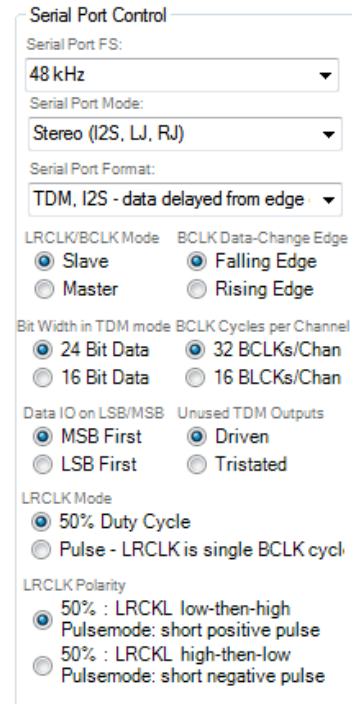 Serial Port Control
Serial Port FS:
48 kHz
Serial Port Mode:
Stereo (I2S, LJ, RJ)
Serial Port Format:
TDM, I2S - data delayed from edge
LRCLK/BCLK Mode BCLK Data-Change Edge
Slave Falling Edge
Master Rising Edge
Bit Width in TDM mode BCLK Cycles per Channel
24 Bit Data 32 BCLKs/Chan
16 Bit Data 16 BLCKs/Chan
Data IO on LSB/MSB Unused TDM Outputs
MSB First Driven
LSB First Tristated
LRCLK Mode
50% Duty Cycle
Pulse - LRCLK is single BCLK cycl
LRCLK Polarity
50% : LRCKL low-then-high
Pulsemode: short positive pulse
50% : LRCKL high-then-low
Pulsemode: short negative pulse